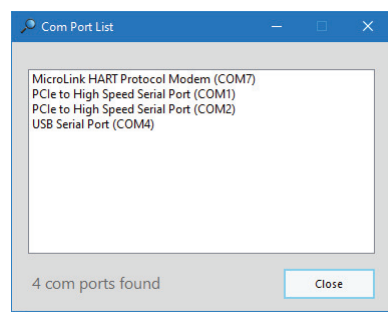 Com Port List
MicroLink HART Protocol Modem (COM7)
PCIe to High Speed Serial Port (COM1)
PCIe to High Speed Serial Port (COM2)
USB Serial Port (COM4)
4 com ports found
Close